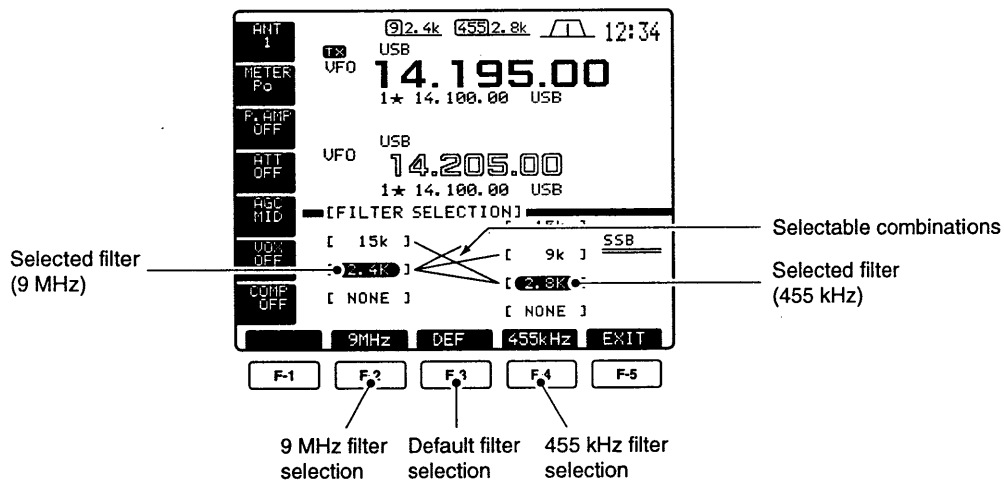 ANT
1
9 2.4k 455 2.8k 12:34
TX USB
VFO 14.195.00
1★ 14.100.00 USB
METER
Po
P.AMP
OFF
USB
VFO 14.205.00
1★ 14.100.00 USB
ATT
OFF
AGC
MID
[FILTER SELECTION]
VOX
OFF
COMP
OFF
[ 15k ]
[ 2.4K ]
[ NONE ]
[ 9k ] SSB
[ 2.8K ]
[ NONE ]
Selectable combinations
Selected filter
(9 MHz)
Selected filter
(455 kHz)
9MHz DEF 455kHz EXIT
F-1 F-2 F-3 F-4 F-5
9 MHz filter
selection
Default filter
selection
455 kHz filter
selection